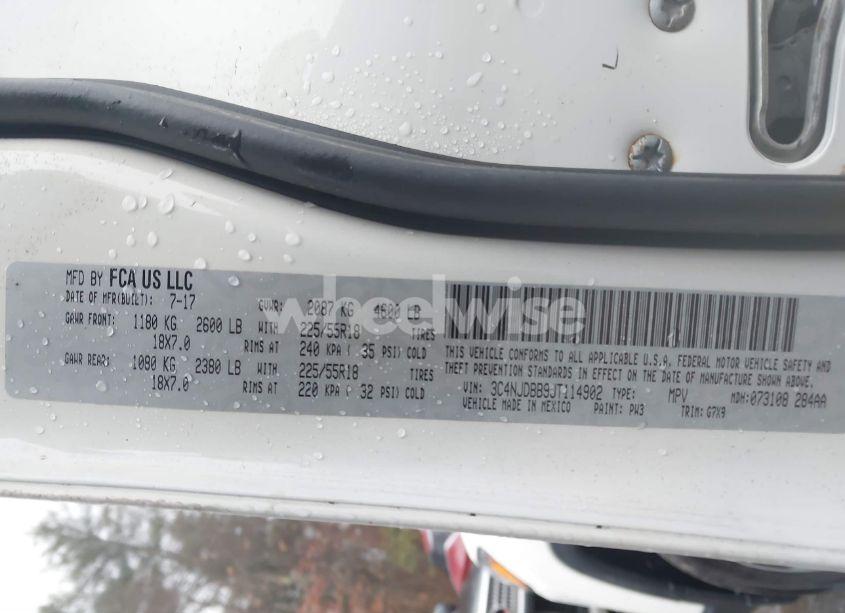 MFD BY FCA US LLC
DATE OF MFR(BUILT): 7-17
GVWR: 2087 KG 4600 LB
GAWR FRONT: 1180 KG 2600 LB WITH 225/55R18 TIRES
18X7.0 RIMS AT 240 KPA ( 35 PSI) COLD
GAWR REAR: 1080 KG 2380 LB WITH 225/55R18 TIRES
18X7.0 RIMS AT 220 KPA ( 32 PSI) COLD
THIS VEHICLE CONFORMS TO ALL APPLICABLE U.S.A. FEDERAL MOTOR VEHICLE SAFETY AND
THEFT PREVENTION STANDARDS IN EFFECT ON THE DATE OF MANUFACTURE SHOWN ABOVE.
VIN: 3C4NJDBB9JT114902 TYPE: MPV MDH:073108 284AA
VEHICLE MADE IN MEXICO PAINT: PW3 TRIM: G7X9
wheelwise